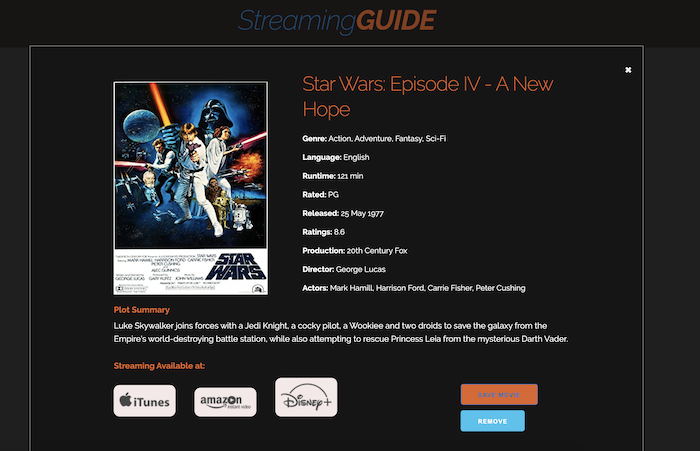 StreamingGUIDE
✖
Star Wars: Episode IV - A New
Hope
Genre: Action, Adventure, Fantasy, Sci-Fi
Language: English
Runtime: 121 min
Rated: PG
Released: 25 May 1977
Ratings: 8.6
Production: 20th Century Fox
Director: George Lucas
Actors: Mark Hamill, Harrison Ford, Carrie Fisher, Peter Cushing
STAR
WARS
MARK HAMILL HARRISON FORD CARRIE FISHER
PETER CUSHING
ALEC GUINNESS
GEORGE LUCAS GARY KURTZ JOHN WILLIAMS
Plot Summary
Luke Skywalker joins forces with a Jedi Knight, a cocky pilot, a Wookiee and two droids to save the galaxy from the
Empire's world-destroying battle station, while also attempting to rescue Princess Leia from the mysterious Darth Vader.
Streaming Available at:
iTunes
amazon
instant video
Disney+
SAVE MOVIE
REMOVE